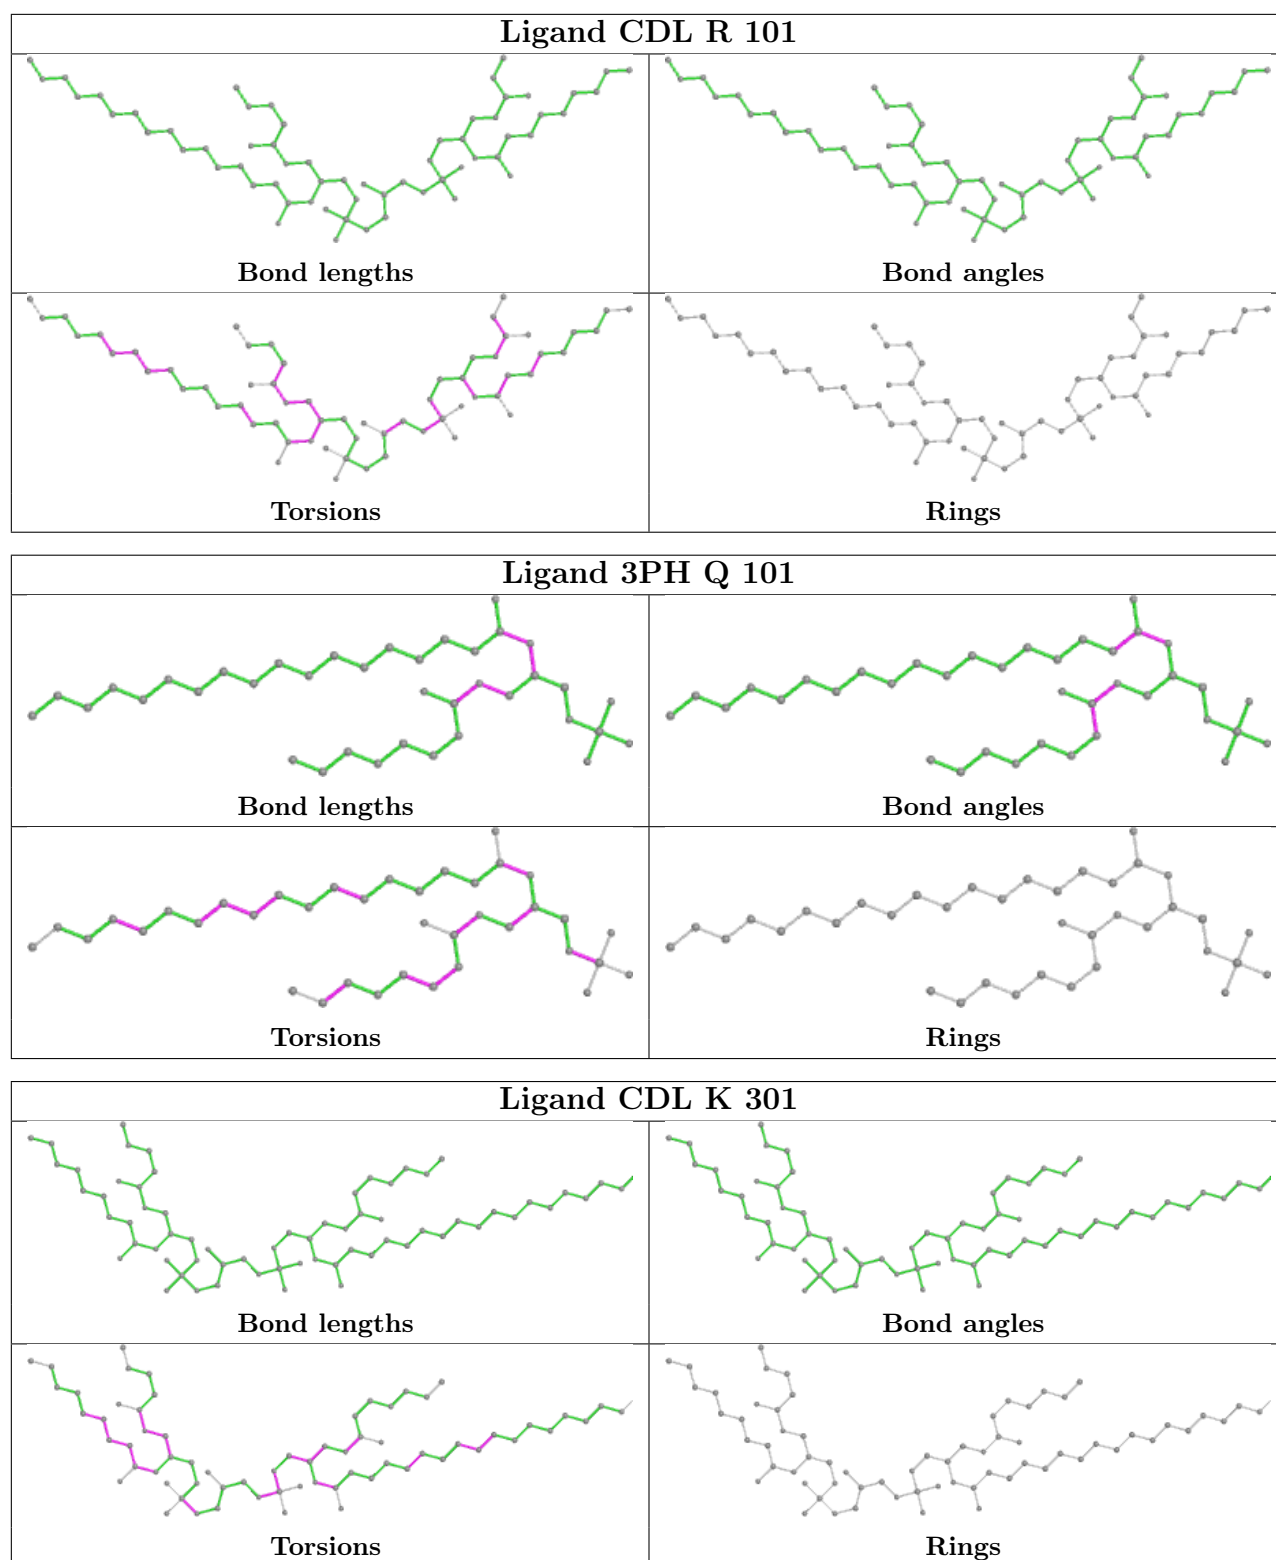 Ligand CDL R 101
Bond lengths
Bond angles
Torsions
Rings
Ligand 3PH Q 101
Bond lengths
Bond angles
Torsions
Rings
Ligand CDL K 301
Bond lengths
Bond angles
Torsions
Rings